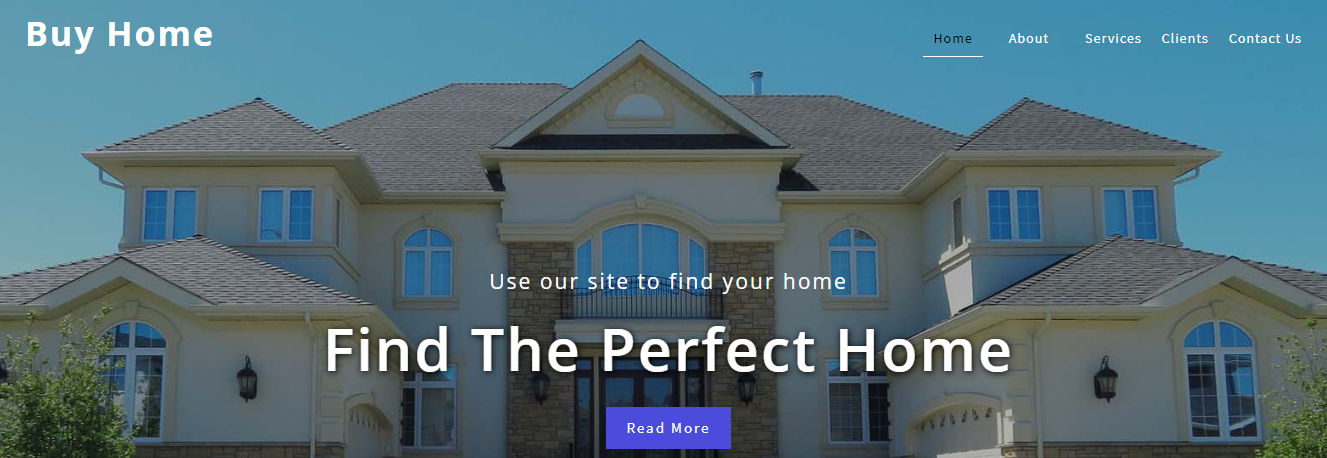 Buy Home
Home About Services Clients Contact Us
Use our site to find your home
Find The Perfect Home
Read More